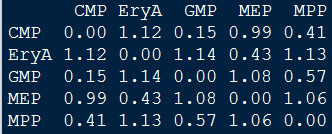 CMP EryA GMP MEP MPP
CMP 0.00 1.12 0.15 0.99 0.41
EryA 1.12 0.00 1.14 0.43 1.13
GMP 0.15 1.14 0.00 1.08 0.57
MEP 0.99 0.43 1.08 0.00 1.06
MPP 0.41 1.13 0.57 1.06 0.00